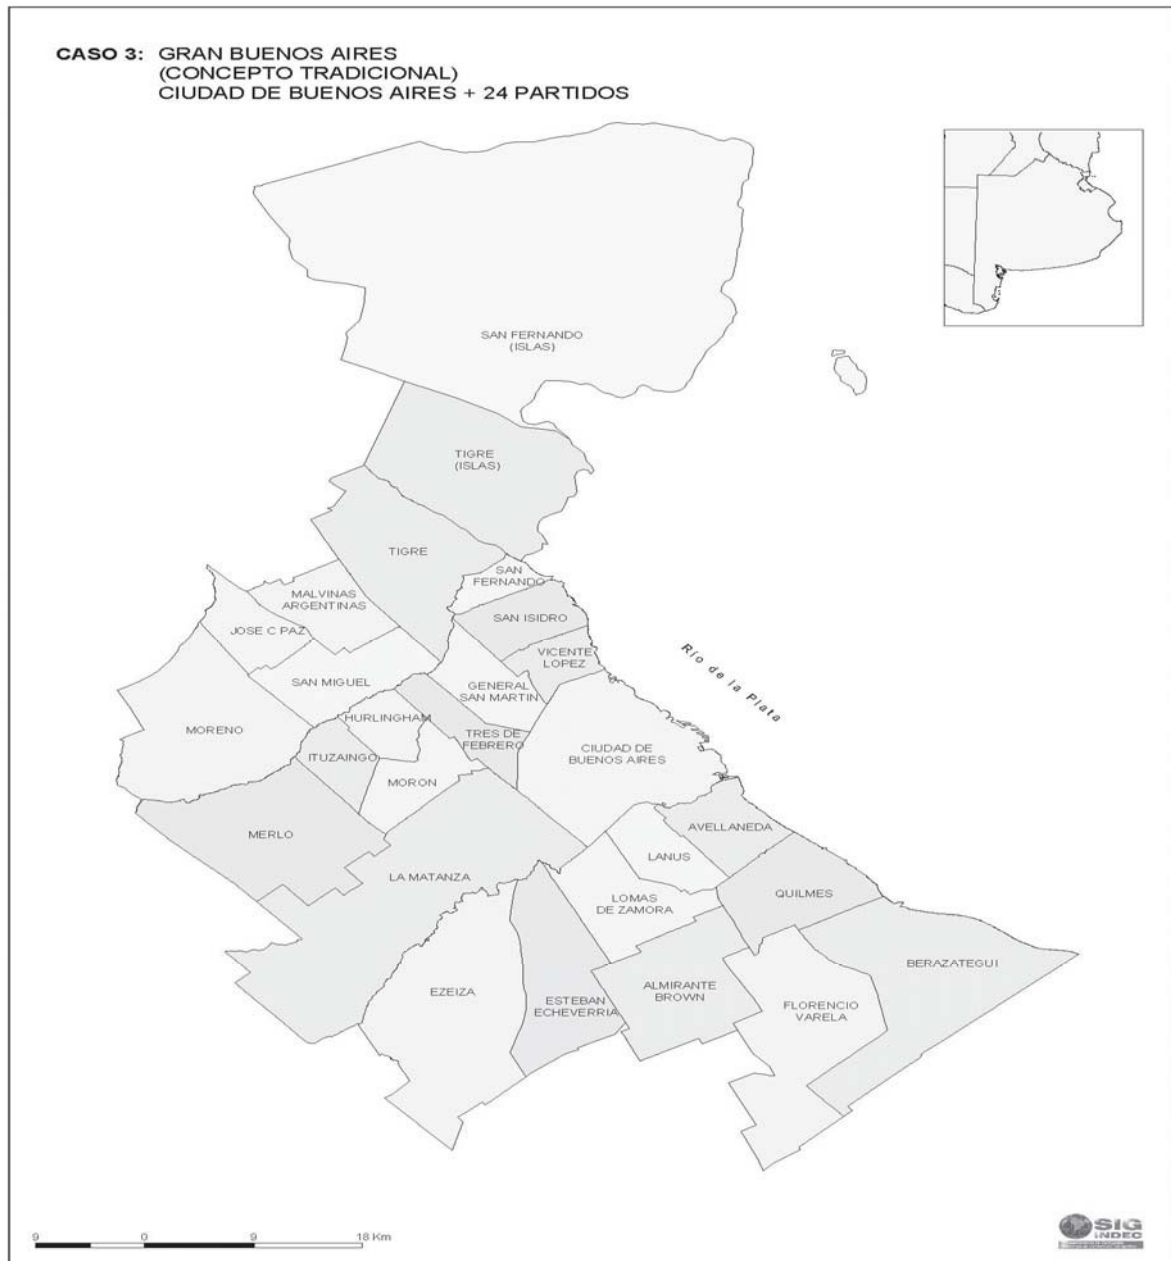 CASO 3: GRAN BUENOS AIRES
(CONCEPTO TRADICIONAL)
CIUDAD DE BUENOS AIRES + 24 PARTIDOS
SAN FERNANDO
(ISLAS)
TIGRE
(ISLAS)
TIGRE
SAN
FERNANDO
MALVINAS
ARGENTINAS
SAN ISIDRO
JOSE C PAZ
VICENTE
LOPEZ
SAN MIGUEL
GENERAL
SAN MARTIN
Río de la Plata
HURLINGHAM
MORENO
TRES DE
FEBRERO
ITUZAINGO
CIUDAD DE
BUENOS AIRES
MORON
MERLO
AVELLANEDA
LANUS
LA MATANZA
QUILMES
LOMAS
DE ZAMORA
BERAZATEGUI
EZEIZA
ALMIRANTE
BROWN
ESTEBAN
ECHEVERRIA
FLORENCIO
VARELA
9 0 9 18 Km
SIG
INDEC